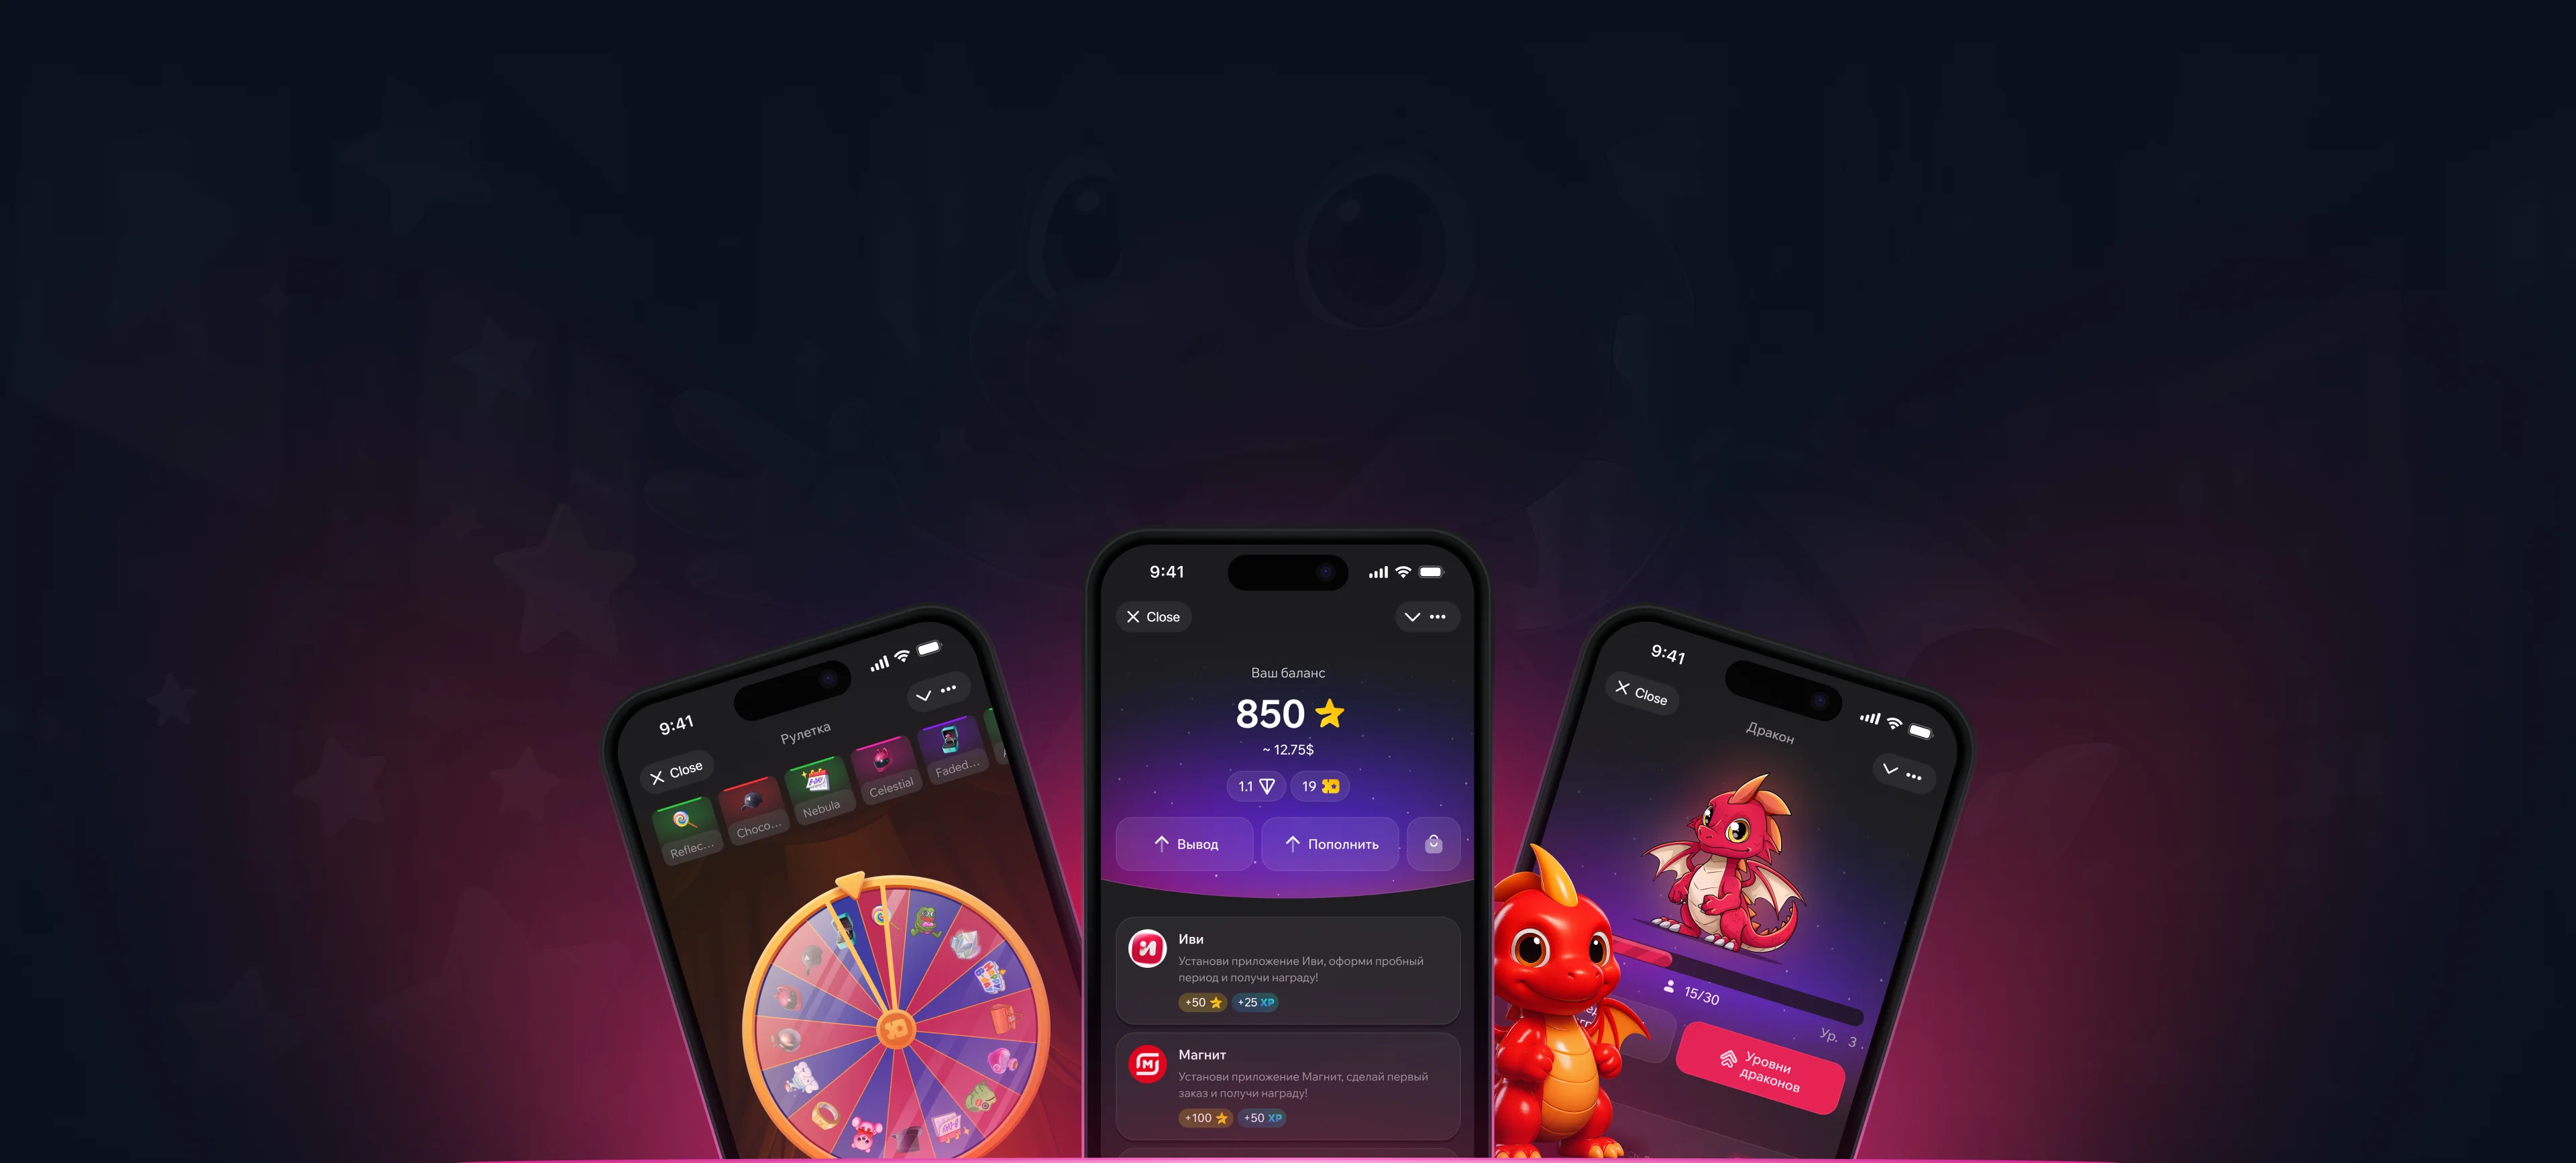 9:41
Рулетка
Close
Reflec...
Choco...
Nebula
Celestial
Faded...
9:41
Close
Ваш баланс
850
~ 12.75$
1.1
19
Вывод
Пополнить
Иви
Установи приложение Иви, оформи пробный
период и получи награду!
+50
+25 XP
Магнит
Установи приложение Магнит, сделай первый
заказ и получи награду!
+100
+50 XP
9:41
Close
Дракон
15/30
Ур. 3
Уровни
драконов